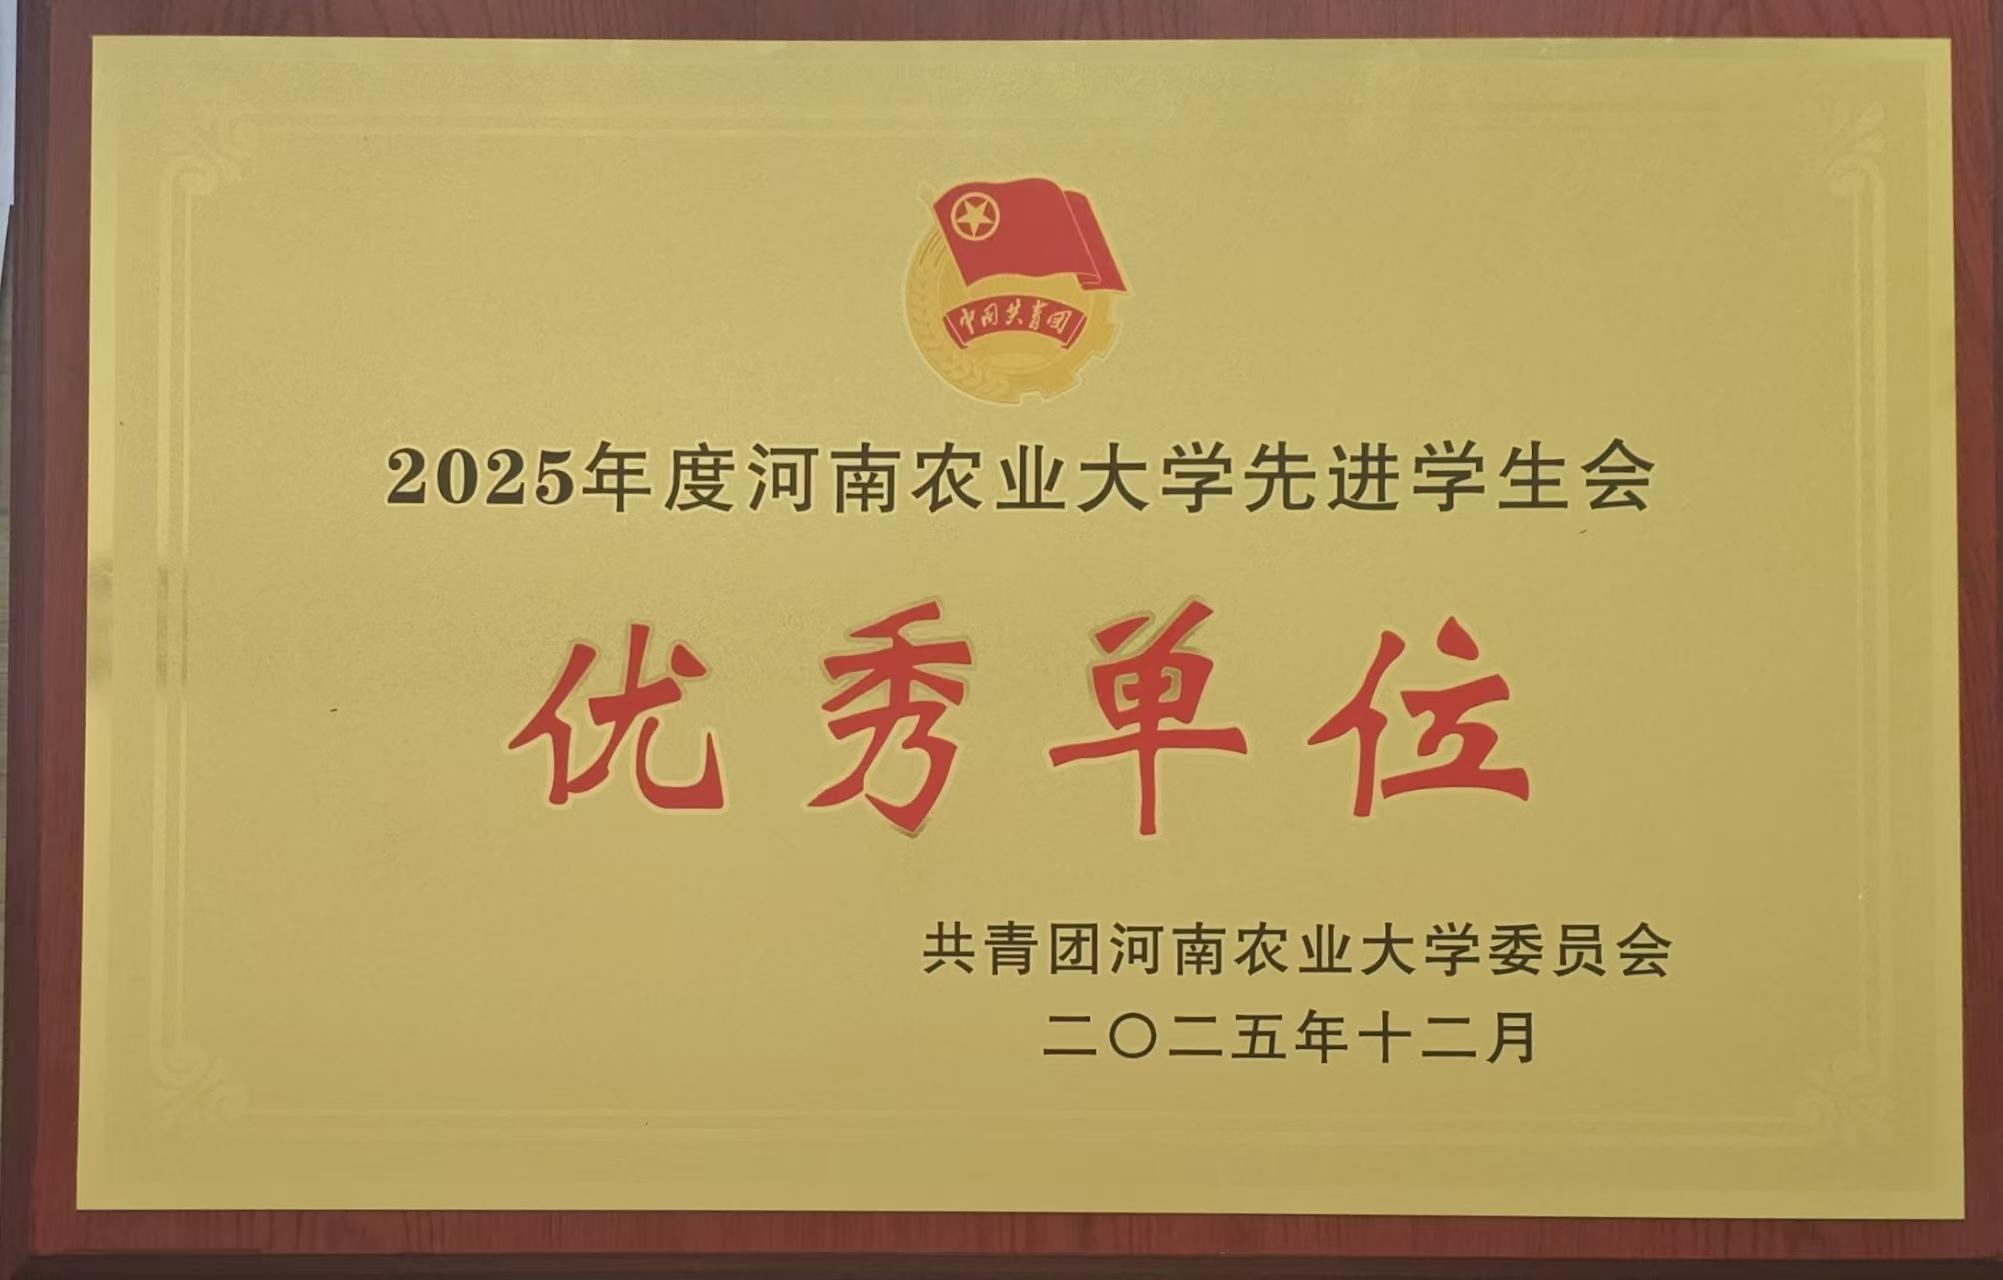 中国共青团
2025年度河南农业大学先进学生会
优秀单位
共青团河南农业大学委员会
二〇二五年十二月